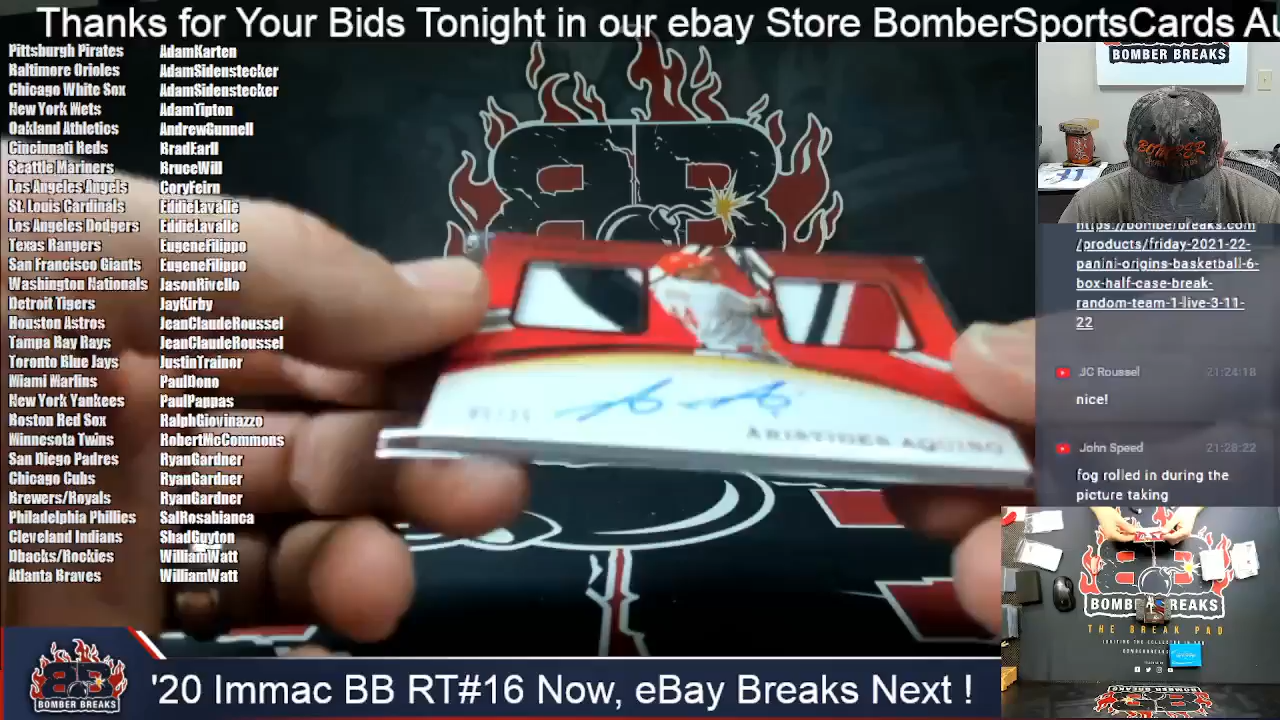 Thanks for Your Bids Tonight in our ebay Store BomberSportsCards Au
Pittsburgh Pirates AdamKarten
Baltimore Orioles AdamSidenstecker
Chicago White Sox AdamSidenstecker
New York Mets AdamTipton
Oakland Athletics AndrewGunnell
Cincinnati Reds BradEarll
Seattle Mariners BruceWill
Los Angeles Angels CoryFeirn
St. Louis Cardinals EddieLavalle
Los Angeles Dodgers EddieLavalle
Texas Rangers EugeneFilippo
San Francisco Giants EugeneFilippo
Washington Nationals JasonRivello
Detroit Tigers JayKirby
Houston Astros JeanClaudeRoussel
Tampa Bay Rays JeanClaudeRoussel
Toronto Blue Jays JustinTrainor
Miami Marlins PaulDono
New York Yankees PaulPappas
Boston Red Sox RalphGiovinazzo
Minnesota Twins RobertMcCommons
San Diego Padres RyanGardner
Chicago Cubs RyanGardner
Brewers/Royals RyanGardner
Philadelphia Phillies SalRosabianca
Cleveland Indians ShadGuyton
Dbacks/Rockies WilliamWatt
Atlanta Braves WilliamWatt
ARISTIDES AQUINO
BOMBER BREAKS
BOMBER
https://bomberbreaks.com
/products/friday-2021-22-
panini-origins-basketball-6-
box-half-case-break-
random-team-1-live-3-11-
22
JC Roussel 21:24:18
nice!
John Speed 21:28:22
fog rolled in during the
picture taking
BOMBER BREAKS
THE BREAK PAD
BOMBER BREAKS
BOMBER BREAKS
'20 Immac BB RT#16 Now, eBay Breaks Next !